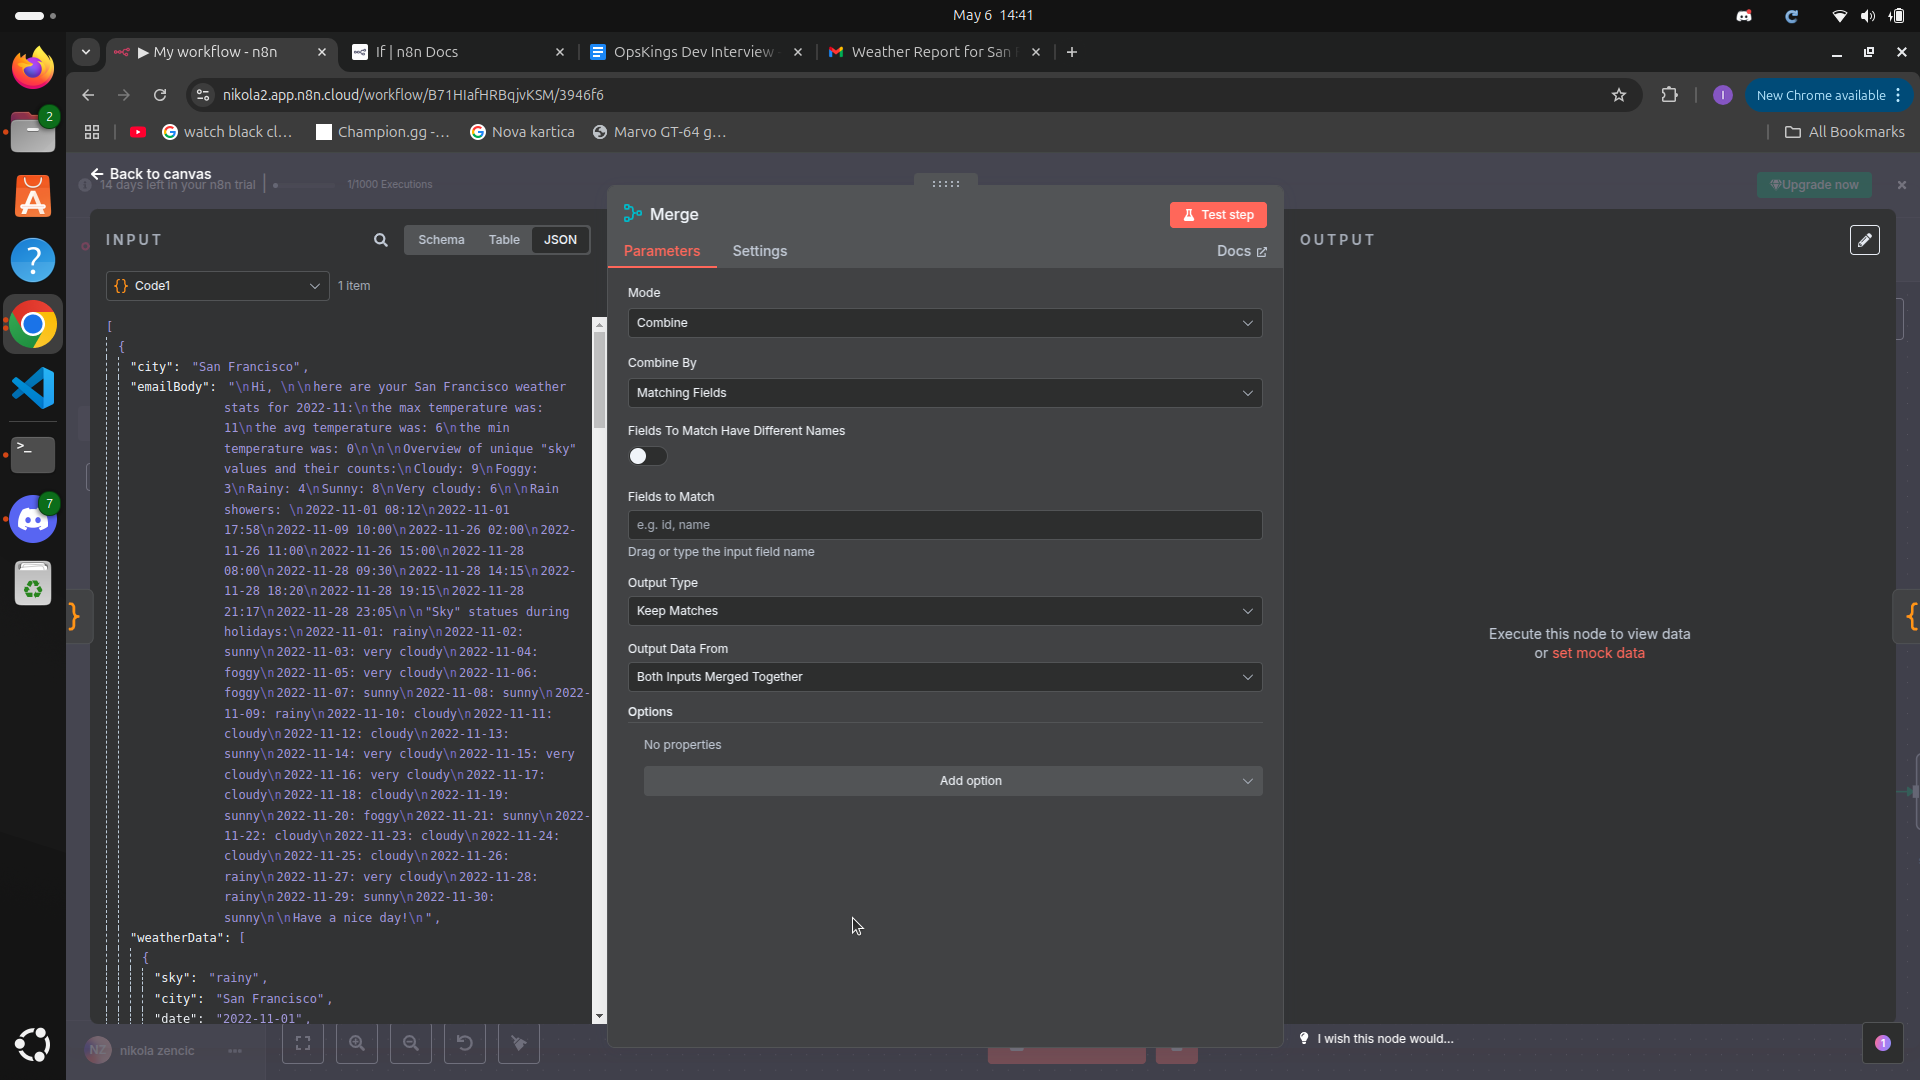 May 6 14:41
My workflow - n8n
If | n8n Docs
OpsKings Dev Interview
Weather Report for San
nikola2.app.n8n.cloud/workflow/B71HIafHRBqjvKSM/3946f6
New Chrome available
watch black cl...
Champion.gg -...
Nova kartica
Marvo GT-64 g...
All Bookmarks
Back to canvas
14 days left in your n8n trial
1/1000 Executions
Upgrade now
INPUT
Schema
Table
JSON
Code1
1 item
[
{
"city": "San Francisco",
"emailBody": "\nHi, \n\nhere are your San Francisco weather
stats for 2022-11:\nthe max temperature was:
11\nthe avg temperature was: 6\nthe min
temperature was: 0\n\n\nOverview of unique "sky"
values and their counts:\nCloudy: 9\nFoggy:
3\nRainy: 4\nSunny: 8\nVery cloudy: 6\n\nRain
showers: \n2022-11-01 08:12\n2022-11-01
17:58\n2022-11-09 10:00\n2022-11-26 02:00\n2022-
11-26 11:00\n2022-11-26 15:00\n2022-11-28
08:00\n2022-11-28 09:30\n2022-11-28 14:15\n2022-
11-28 18:20\n2022-11-28 19:15\n2022-11-28
21:17\n2022-11-28 23:05\n\n"Sky" statues during
holidays:\n2022-11-01: rainy\n2022-11-02:
sunny\n2022-11-03: very cloudy\n2022-11-04:
foggy\n2022-11-05: very cloudy\n2022-11-06:
foggy\n2022-11-07: sunny\n2022-11-08: sunny\n2022-
11-09: rainy\n2022-11-10: cloudy\n2022-11-11:
cloudy\n2022-11-12: cloudy\n2022-11-13:
sunny\n2022-11-14: very cloudy\n2022-11-15: very
cloudy\n2022-11-16: very cloudy\n2022-11-17:
cloudy\n2022-11-18: cloudy\n2022-11-19:
sunny\n2022-11-20: foggy\n2022-11-21: sunny\n2022-
11-22: cloudy\n2022-11-23: cloudy\n2022-11-24:
cloudy\n2022-11-25: cloudy\n2022-11-26:
rainy\n2022-11-27: very cloudy\n2022-11-28:
rainy\n2022-11-29: sunny\n2022-11-30:
sunny\n\nHave a nice day!\n",
"weatherData": [
{
"sky": "rainy",
"city": "San Francisco",
"date": "2022-11-01",
Merge
Test step
Parameters
Settings
Docs
Mode
Combine
Combine By
Matching Fields
Fields To Match Have Different Names
Fields to Match
e.g. id, name
Drag or type the input field name
Output Type
Keep Matches
Output Data From
Both Inputs Merged Together
Options
No properties
Add option
OUTPUT
Execute this node to view data
or set mock data
I wish this node would...
1
NZ
nikola zencic
2
7
I